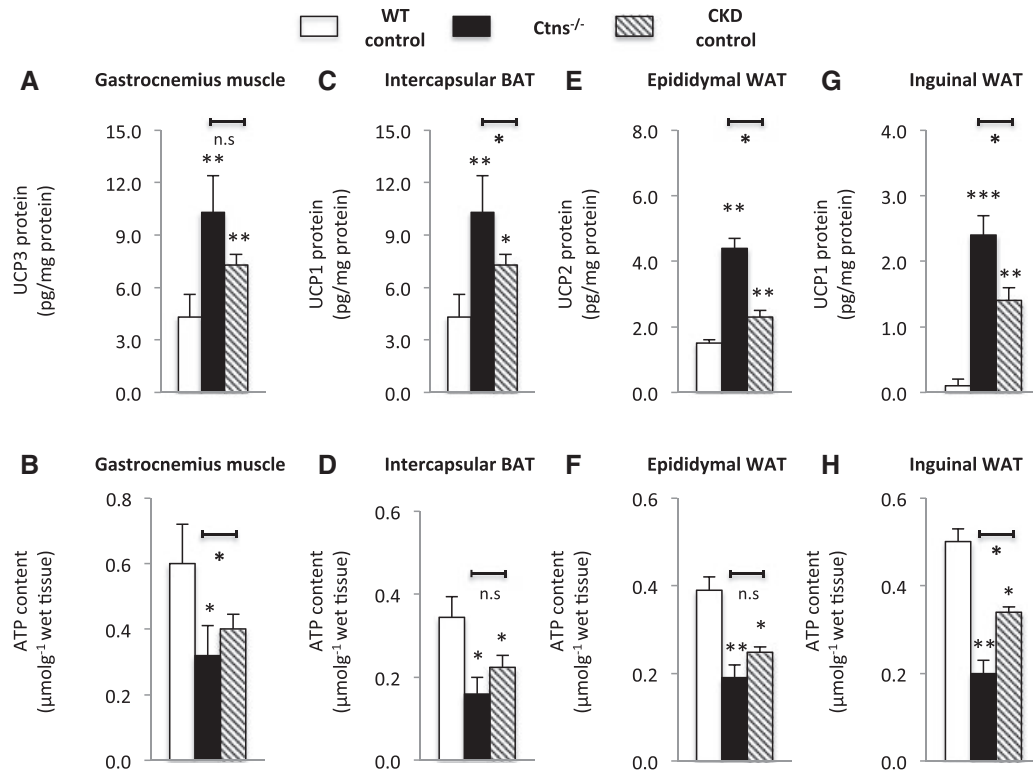 WT control
Ctns-/-
CKD control
A
Gastrocnemius muscle
UCP3 protein
(pg/mg protein)
15.0
12.0
9.0
6.0
3.0
0.0
n.s
**
**
C
Intercapsular BAT
UCP1 protein
(pg/mg protein)
15.0
12.0
9.0
6.0
3.0
0.0
*
**
*
E
Epididymal WAT
UCP2 protein
(pg/mg protein)
8.0
6.0
4.0
2.0
0.0
*
**
**
G
Inguinal WAT
UCP1 protein
(pg/mg protein)
4.0
3.0
2.0
1.0
0.0
*
***
**
B
Gastrocnemius muscle
ATP content
(µmolg-1 wet tissue)
0.8
0.6
0.4
0.2
0.0
*
*
D
Intercapsular BAT
ATP content
(µmolg-1 wet tissue)
0.6
0.4
0.2
0.0
n.s
*
*
F
Epididymal WAT
ATP content
(µmolg-1 wet tissue)
0.6
0.4
0.2
0.0
n.s
**
*
H
Inguinal WAT
ATP content
(µmolg-1 wet tissue)
0.6
0.4
0.2
0.0
*
**
*